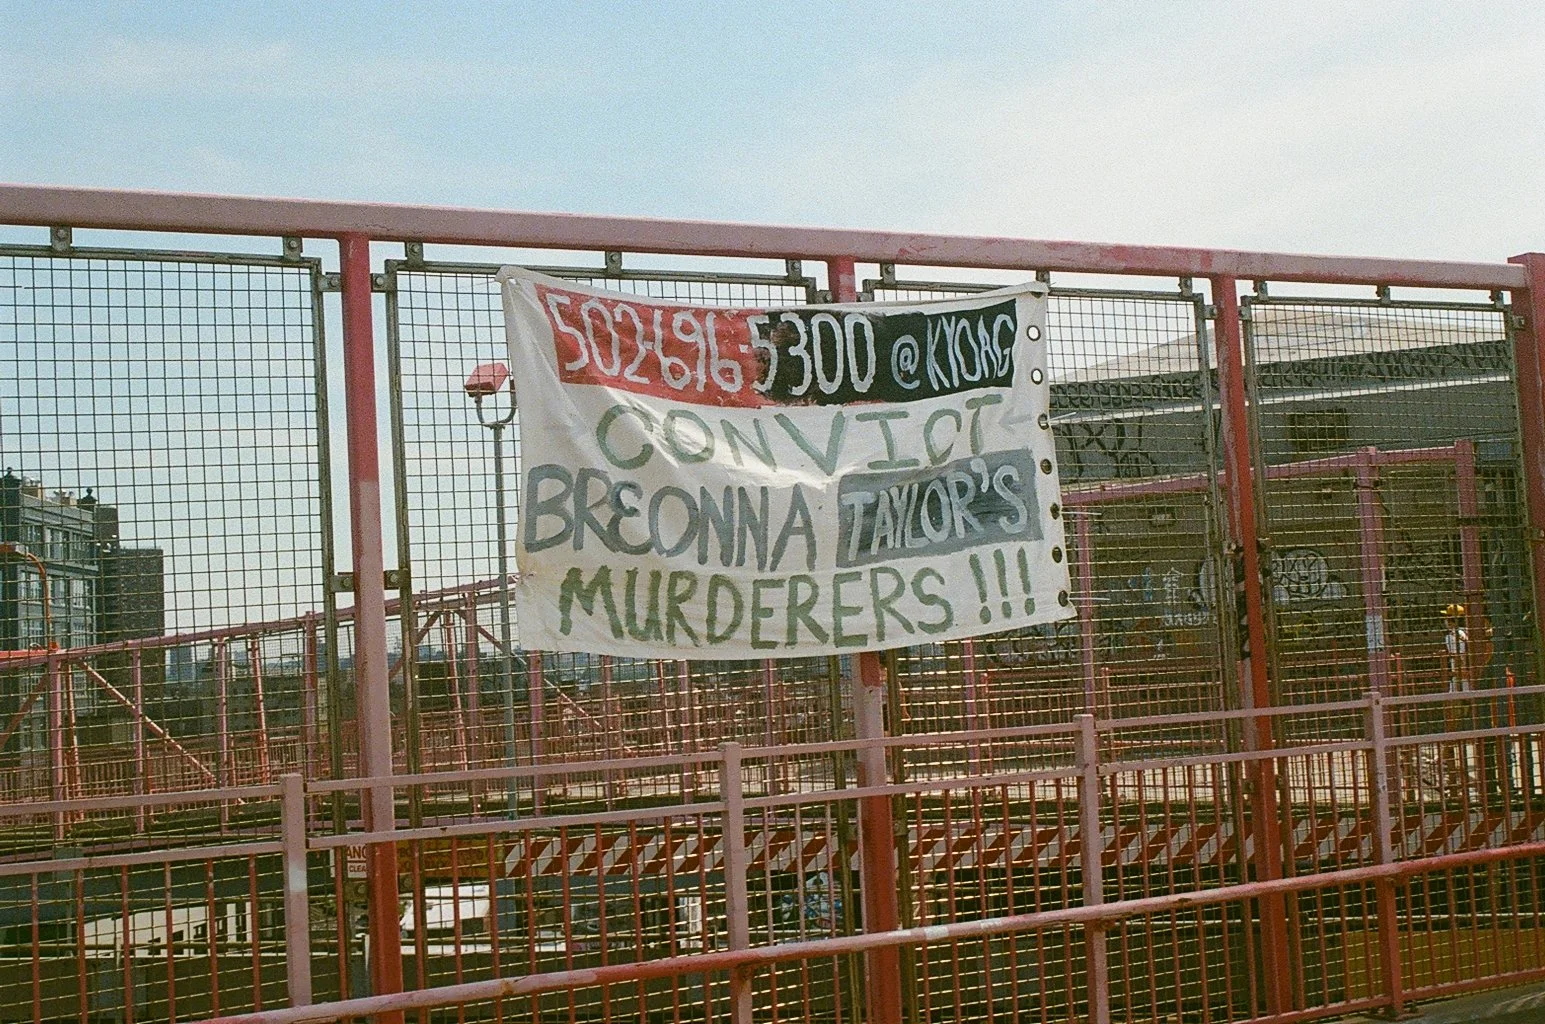 502-696-5300 @KYOAG
CONVICT
BREONNA TAYLOR'S
MURDERERS!!!